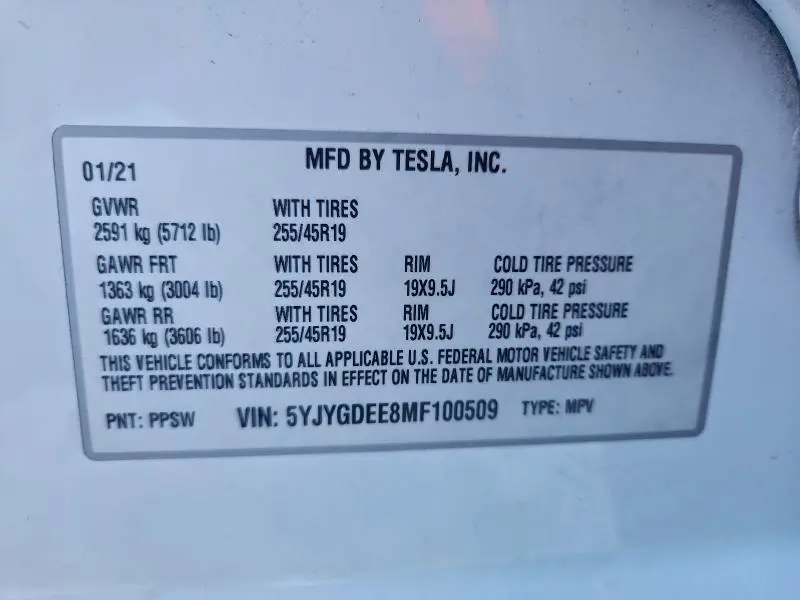 01/21 MFD BY TESLA, INC.
GVWR WITH TIRES
2591 kg (5712 lb) 255/45R19
GAWR FRT WITH TIRES RIM COLD TIRE PRESSURE
1363 kg (3004 lb) 255/45R19 19X9.5J 290 kPa, 42 psi
GAWR RR WITH TIRES RIM COLD TIRE PRESSURE
1636 kg (3606 lb) 255/45R19 19X9.5J 290 kPa, 42 psi
THIS VEHICLE CONFORMS TO ALL APPLICABLE U.S. FEDERAL MOTOR VEHICLE SAFETY AND
THEFT PREVENTION STANDARDS IN EFFECT ON THE DATE OF MANUFACTURE SHOWN ABOVE.
PNT: PPSW VIN: 5YJYGDEE8MF100509 TYPE: MPV